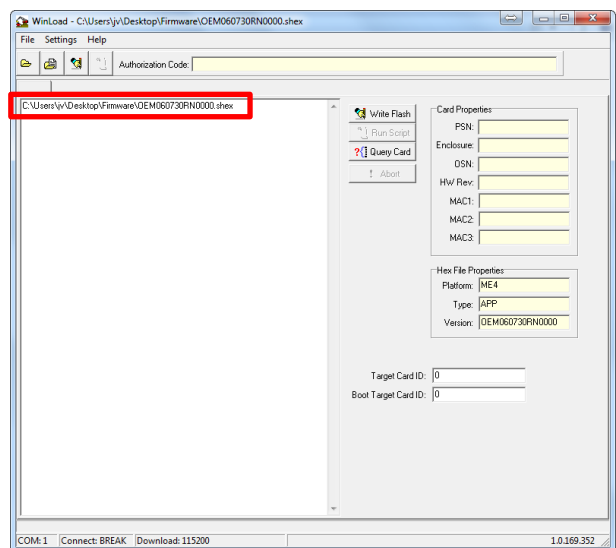 WinLoad - C:\Users\jv\Desktop\Firmware\OEM060730RN0000.shex
File Settings Help
Authorization Code:
C:\Users\jv\Desktop\Firmware\OEM060730RN0000.shex
Write Flash
Run Script
?{} Query Card
! Abort
Card Properties
PSN:
Enclosure:
OSN:
HW Rev:
MAC1:
MAC2:
MAC3:
Hex File Properties
Platform: ME4
Type: APP
Version: OEM060730RN0000
Target Card ID: 0
Boot Target Card ID: 0
COM: 1 Connect: BREAK Download: 115200 1.0.169.352